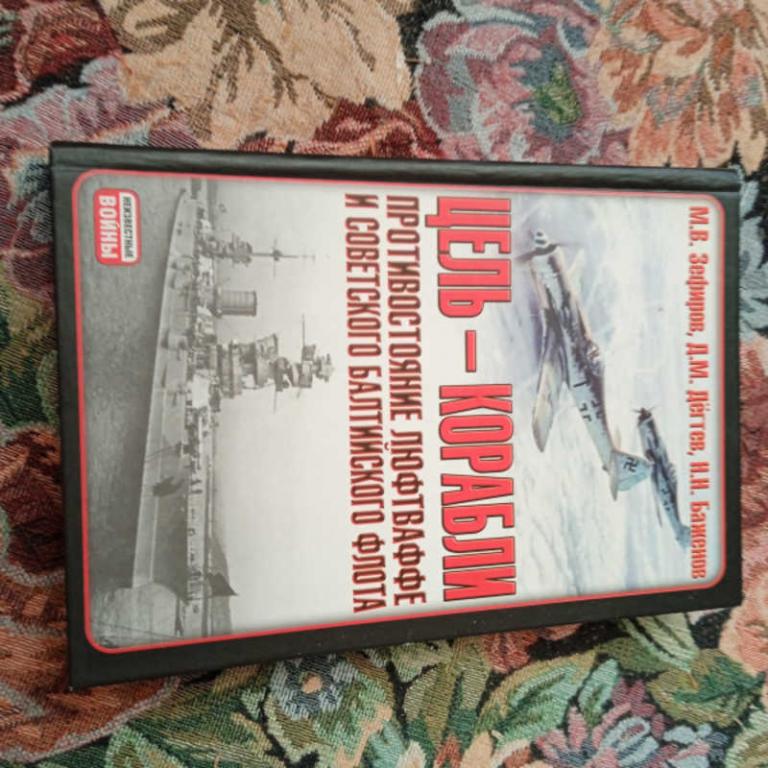 М.В. Зефиров, Д.М. Дёгтев, Н.Н. Баженов
ЦЕЛЬ – КОРАБЛИ
ПРОТИВОСТОЯНИЕ ЛЮФТВАФФЕ
И СОВЕТСКОГО БАЛТИЙСКОГО ФЛОТА
НЕИЗВЕСТНЫЕ
ВОЙНЫ